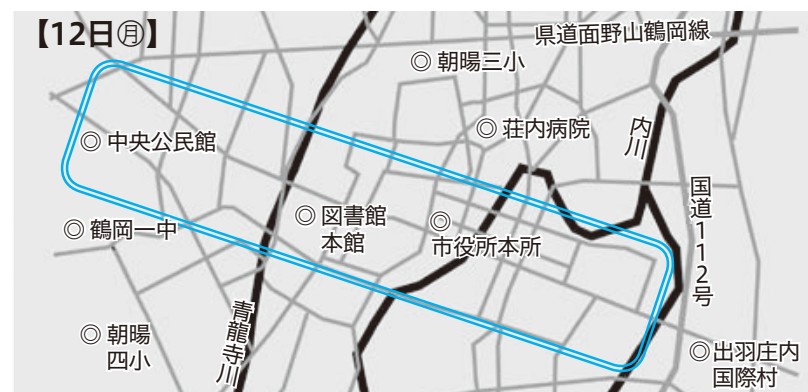 【12日㊊】
県道面野山鶴岡線
◎ 朝暘三小
◎ 中央公民館
◎ 荘内病院
内川
国道112号
◎ 鶴岡一中
◎ 図書館
本館
◎
市役所本所
青龍寺川
◎ 朝暘
四小
◎ 出羽庄内
国際村